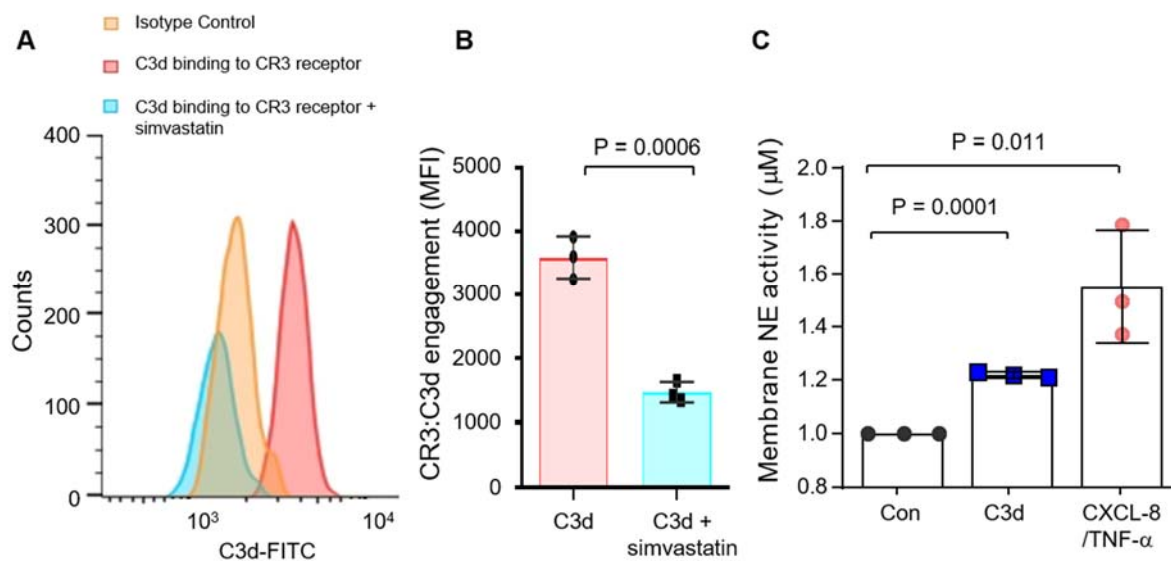 A
Isotype Control
C3d binding to CR3 receptor
C3d binding to CR3 receptor +
simvastatin
400
300
200
100
0
Counts
10³
10⁴
C3d-FITC
B
P = 0.0006
5000
4000
3000
2000
1000
0
CR3:C3d engagement (MFI)
C3d
C3d +
simvastatin
C
P = 0.011
P = 0.0001
2.0
1.8
1.6
1.4
1.2
1.0
0.8
Membrane NE activity (μM)
Con
C3d
CXCL-8
/TNF-α